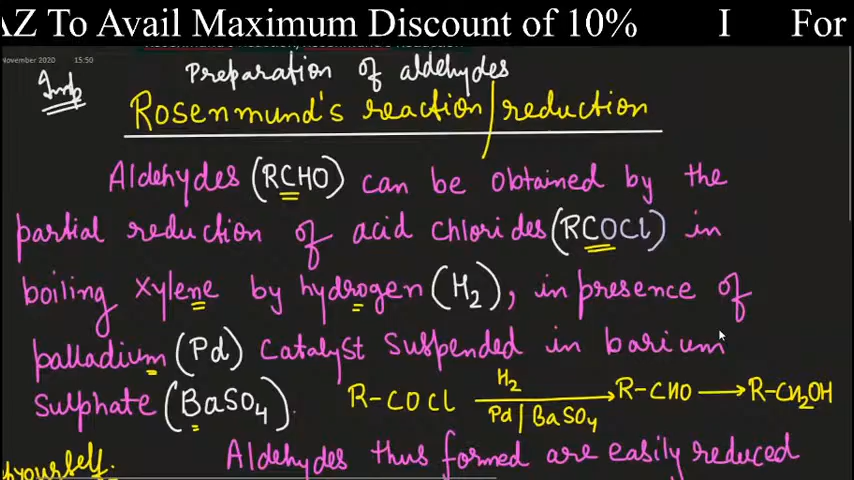 AZ To Avail Maximum Discount of 10% I For
November 2020 15:50
Preparation of aldehydes
Imp
Rosenmund's reaction/reduction
Aldehydes (RCHO) can be obtained by the
partial reduction of acid chlorides (RCOCl) in
boiling xylene by hydrogen (H2), in presence of
palladium (Pd) catalyst suspended in barium
sulphate (BaSO4).
R-COCl H2 Pd/BaSO4 → R-CHO → R-CH2OH
Aldehydes thus formed are easily reduced
yourself.